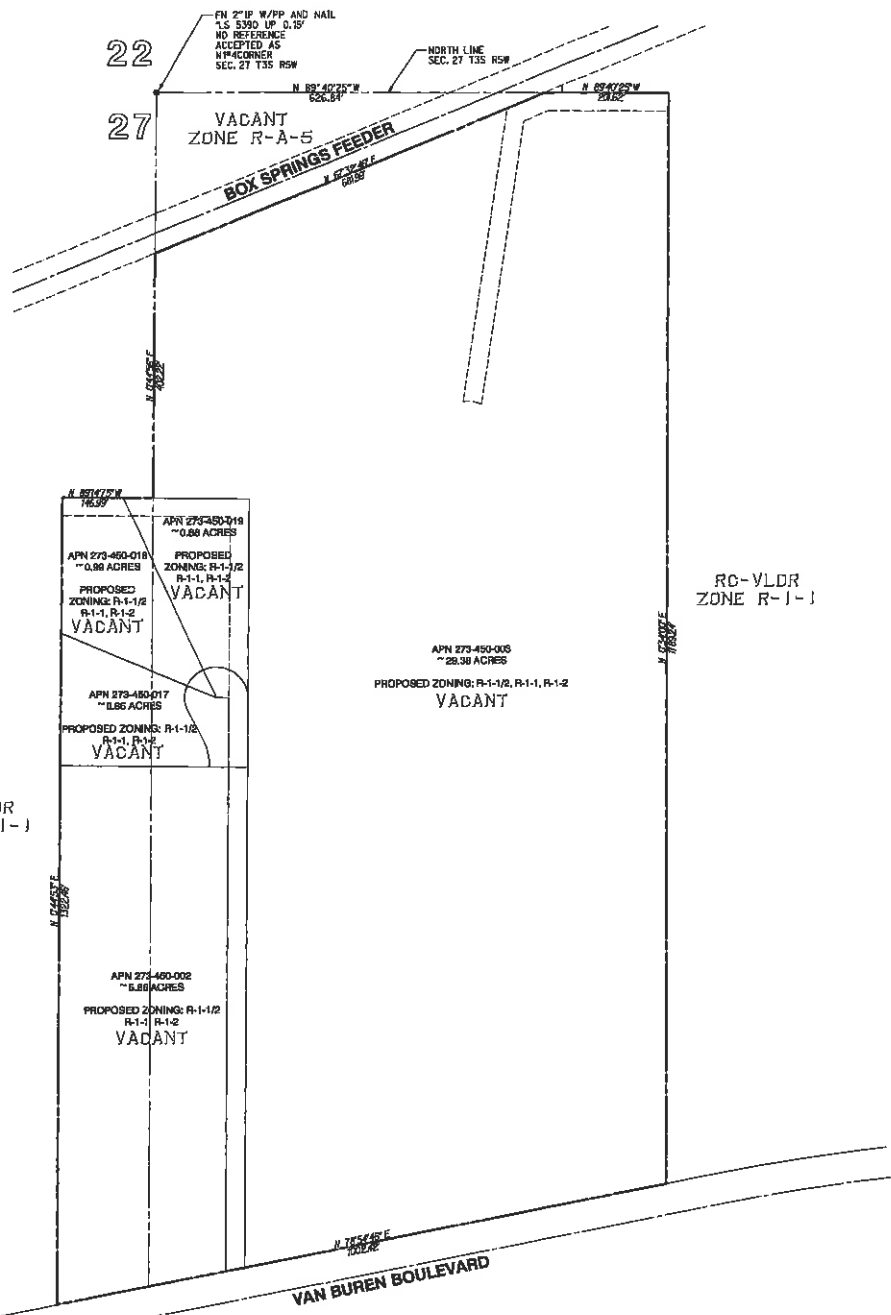 22
27
FN 2" IP W/PP AND NAIL
"LS 5390 UP 0.15'
NO REFERENCE
ACCEPTED AS
N1/4CORNER
SEC. 27 T3S R5W
NORTH LINE
SEC. 27 T3S R5W
N 89°40'25" W
626.84'
N 89°40'25" W
201.62'
VACANT
ZONE R-A-5
BOX SPRINGS FEEDER
APN 273-450-019
~0.88 ACRES
PROPOSED
ZONING: R-1-1/2
R-1-1, R-1-2
VACANT
APN 273-450-018
~0.99 ACRES
PROPOSED
ZONING: R-1-1/2
R-1-1, R-1-2
VACANT
APN 273-450-017
ACRES
PROPOSED ZONING: R-1-1/2
R-1-1, R-1-2
VACANT
APN 273-450-003
~29.38 ACRES
PROPOSED ZONING: R-1-1/2, R-1-1, R-1-2
VACANT
RC-VLDR
ZONE R-1-1
APN 273-450-002
ACRES
PROPOSED ZONING: R-1-1/2
R-1-1, R-1-2
VACANT
VAN BUREN BOULEVARD